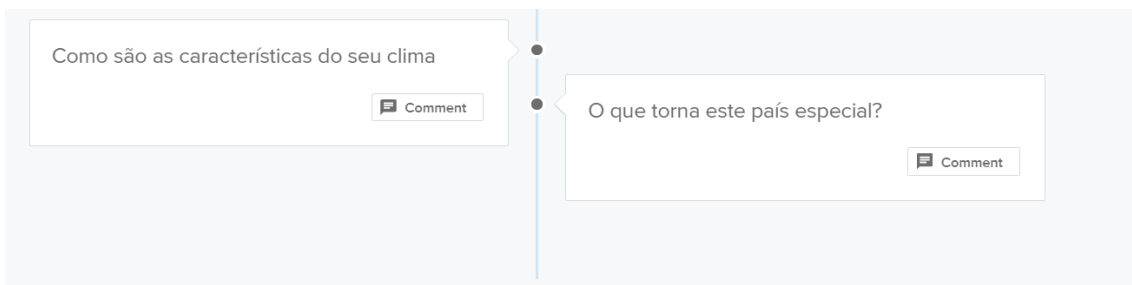 Como são as características do seu clima
Comment
O que torna este país especial?
Comment